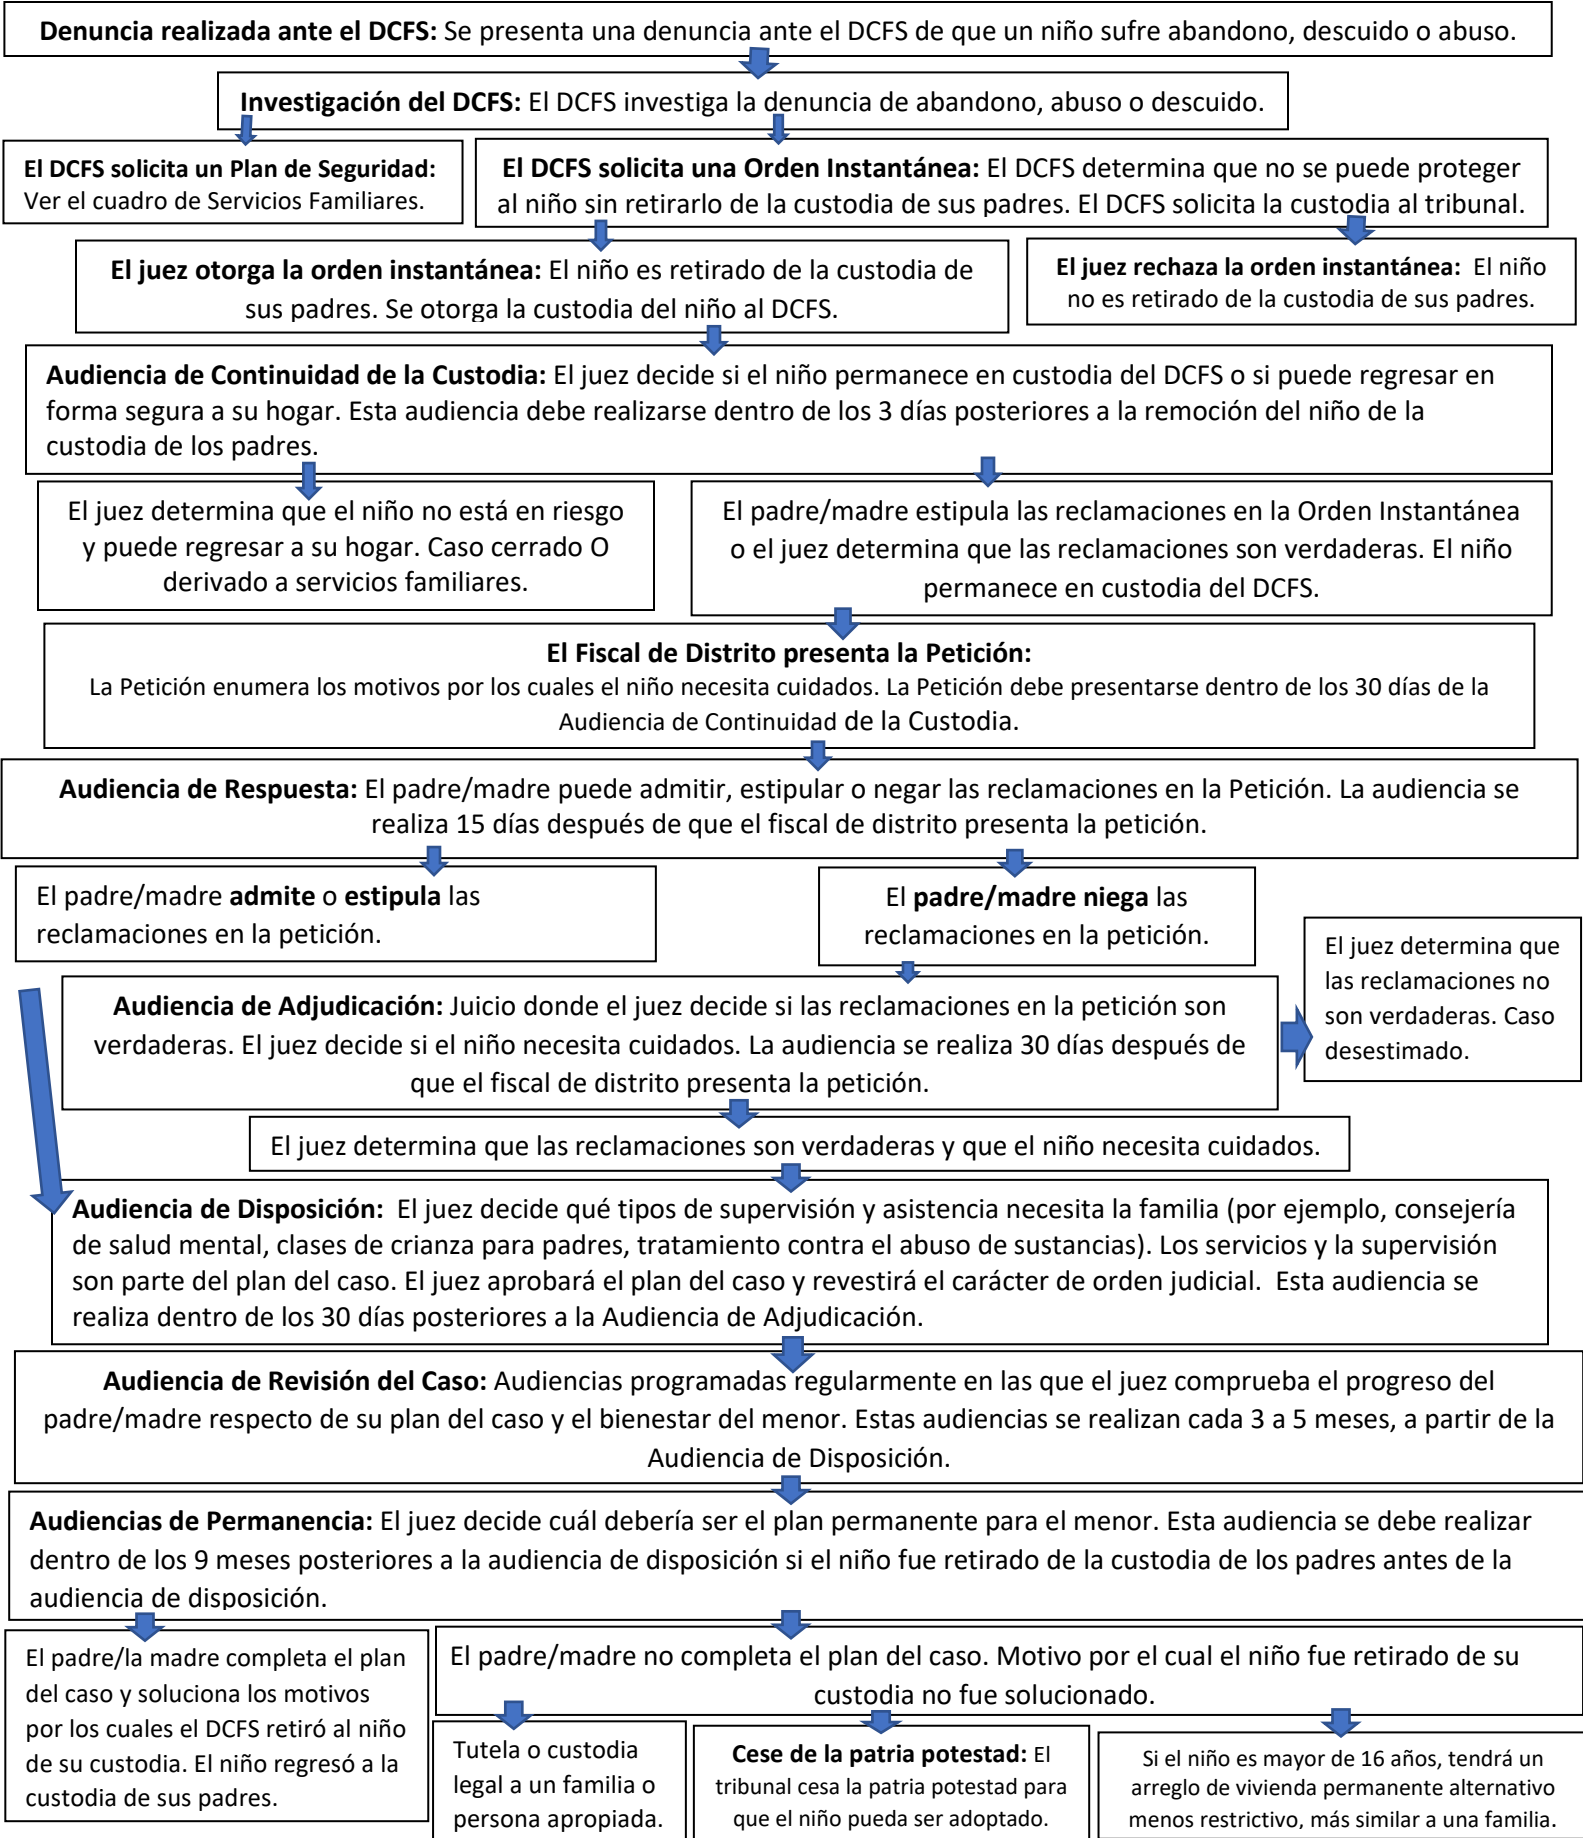 Denuncia realizada ante el DCFS: Se presenta una denuncia ante el DCFS de que un niño sufre abandono, descuido o abuso.
Investigación del DCFS: El DCFS investiga la denuncia de abandono, abuso o descuido.
El DCFS solicita un Plan de Seguridad:
Ver el cuadro de Servicios Familiares.
El DCFS solicita una Orden Instantánea: El DCFS determina que no se puede proteger
al niño sin retirarlo de la custodia de sus padres. El DCFS solicita la custodia al tribunal.
El juez otorga la orden instantánea: El niño es retirado de la custodia de
sus padres. Se otorga la custodia del niño al DCFS.
El juez rechaza la orden instantánea: El niño
no es retirado de la custodia de sus padres.
Audiencia de Continuidad de la Custodia: El juez decide si el niño permanece en custodia del DCFS o si puede regresar en
forma segura a su hogar. Esta audiencia debe realizarse dentro de los 3 días posteriores a la remoción del niño de la
custodia de los padres.
El juez determina que el niño no está en riesgo
y puede regresar a su hogar. Caso cerrado O
derivado a servicios familiares.
El padre/madre estipula las reclamaciones en la Orden Instantánea
o el juez determina que las reclamaciones son verdaderas. El niño
permanece en custodia del DCFS.
El Fiscal de Distrito presenta la Petición:
La Petición enumera los motivos por los cuales el niño necesita cuidados. La Petición debe presentarse dentro de los 30 días de la
Audiencia de Continuidad de la Custodia.
Audiencia de Respuesta: El padre/madre puede admitir, estipular o negar las reclamaciones en la Petición. La audiencia se
realiza 15 días después de que el fiscal de distrito presenta la petición.
El padre/madre admite o estipula las
reclamaciones en la petición.
El padre/madre niega las
reclamaciones en la petición.
El juez determina que
las reclamaciones no
son verdaderas. Caso
desestimado.
Audiencia de Adjudicación: Juicio donde el juez decide si las reclamaciones en la petición son
verdaderas. El juez decide si el niño necesita cuidados. La audiencia se realiza 30 días después de
que el fiscal de distrito presenta la petición.
El juez determina que las reclamaciones son verdaderas y que el niño necesita cuidados.
Audiencia de Disposición: El juez decide qué tipos de supervisión y asistencia necesita la familia (por ejemplo, consejería
de salud mental, clases de crianza para padres, tratamiento contra el abuso de sustancias). Los servicios y la supervisión
son parte del plan del caso. El juez aprobará el plan del caso y revestirá el carácter de orden judicial. Esta audiencia se
realiza dentro de los 30 días posteriores a la Audiencia de Adjudicación.
Audiencia de Revisión del Caso: Audiencias programadas regularmente en las que el juez comprueba el progreso del
padre/madre respecto de su plan del caso y el bienestar del menor. Estas audiencias se realizan cada 3 a 5 meses, a partir de la
Audiencia de Disposición.
Audiencias de Permanencia: El juez decide cuál debería ser el plan permanente para el menor. Esta audiencia se debe realizar
dentro de los 9 meses posteriores a la audiencia de disposición si el niño fue retirado de la custodia de los padres antes de la
audiencia de disposición.
El padre/la madre completa el plan
del caso y soluciona los motivos
por los cuales el DCFS retiró al niño
de su custodia. El niño regresó a la
custodia de sus padres.
El padre/madre no completa el plan del caso. Motivo por el cual el niño fue retirado de su
custodia no fue solucionado.
Tutela o custodia
legal a un familia o
persona apropiada.
Cese de la patria potestad: El
tribunal cesa la patria potestad para
que el niño pueda ser adoptado.
Si el niño es mayor de 16 años, tendrá un
arreglo de vivienda permanente alternativo
menos restrictivo, más similar a una familia.